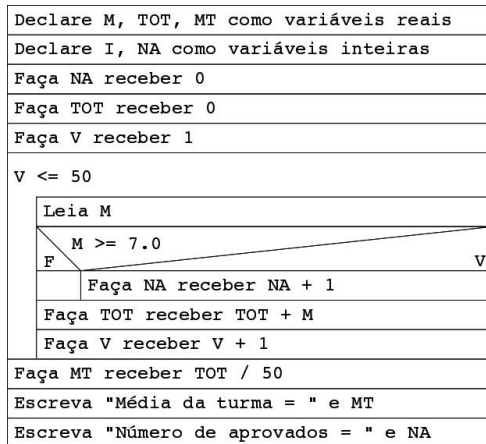 Declare M, TOT, MT como variáveis reais
Declare I, NA como variáveis inteiras
Faça NA receber 0
Faça TOT receber 0
Faça V receber 1
V <= 50
Leia M
M >= 7.0
F V
Faça NA receber NA + 1
Faça TOT receber TOT + M
Faça V receber V + 1
Faça MT receber TOT / 50
Escreva "Média da turma = " e MT
Escreva "Número de aprovados = " e NA